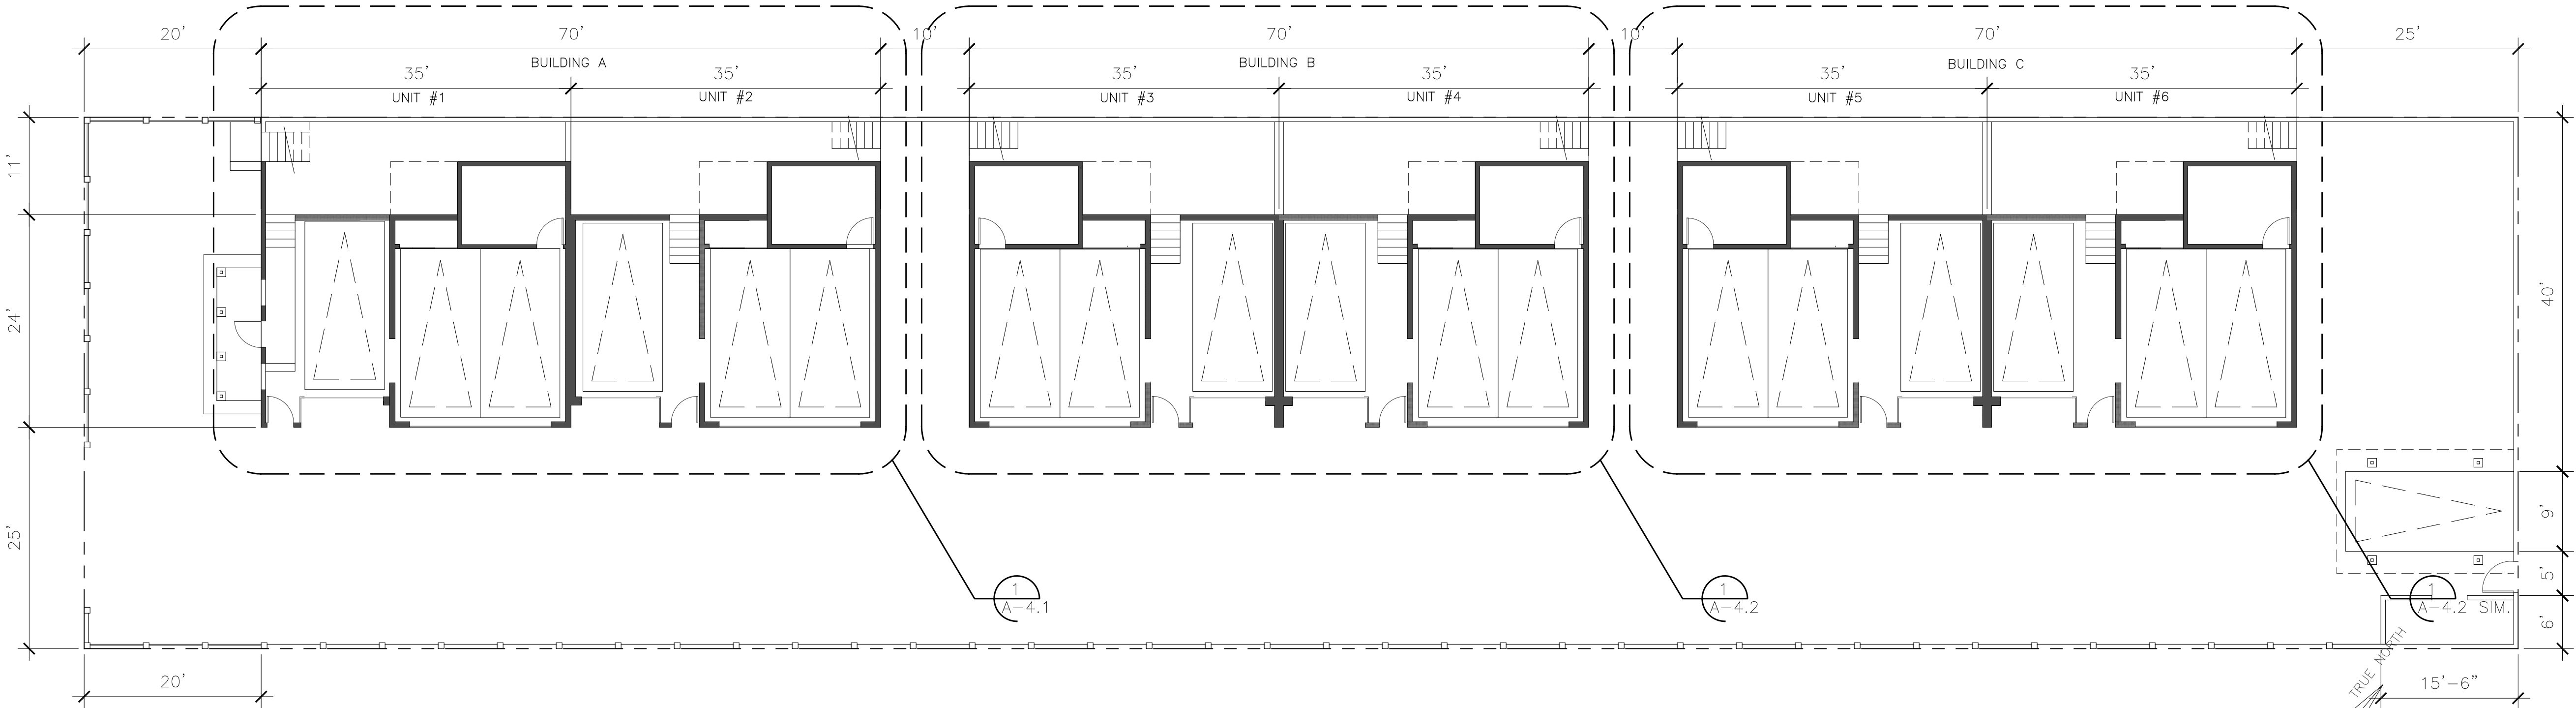 20' 70' 10' 70' 10' 70' 25'
BUILDING A BUILDING B BUILDING C
35' 35' 35' 35' 35' 35'
UNIT #1 UNIT #2 UNIT #3 UNIT #4 UNIT #5 UNIT #6
11'
24'
25'
40'
9'
5'
6'
1
A-4.1
1
A-4.2
1
A-4.2 SIM.
TRUE NORTH
20'
15'-6"